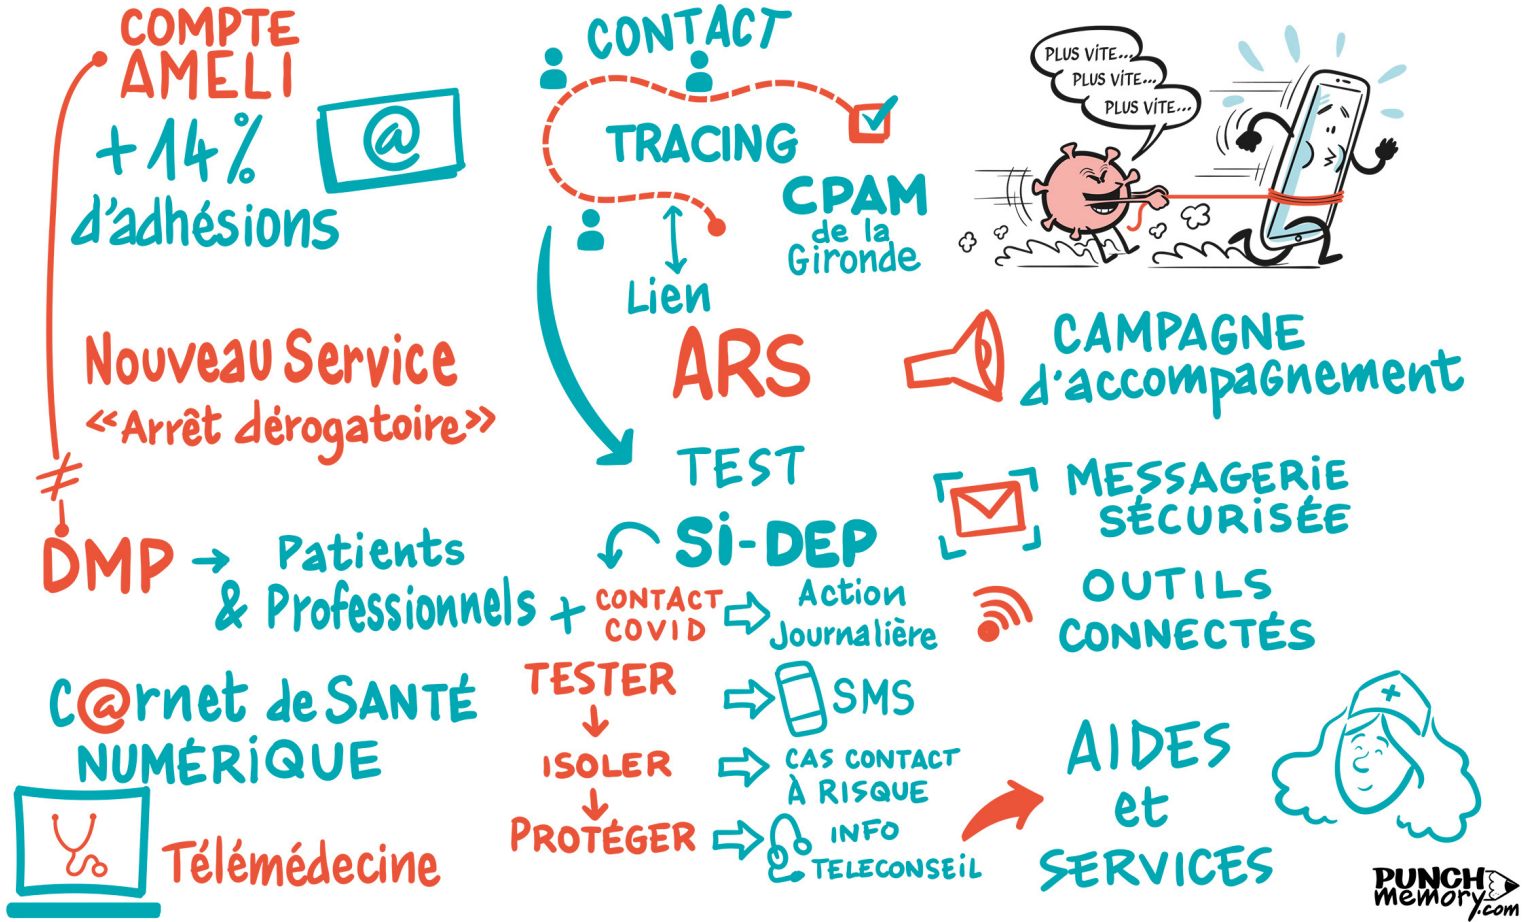 COMPTE
AMELI
+14%
d'adhésions
@
Nouveau Service
«Arrêt dérogatoire»
≠
DMP → Patients
& Professionnels
C@rnet de SANTÉ
NUMÉRiQUE
Télémédecine
CONTACT
TRACING
CPAM
de la
Gironde
Lien
ARS
TEST
Si-DEP
+ CONTACT
COVID
Action
Journalière
TESTER
SMS
ISOLER
CAS CONTACT
À RISQUE
PROTÉGER
INFO
TELECONSEiL
PLUS VITE...
PLUS VITE...
PLUS VITE...
CAMPAGNE
d'accompagnement
MESSAGERiE
SÉCURiSÉE
OUTILS
CONNECTÉS
AIDES
et
SERVICES
PUNCH
memory
.com